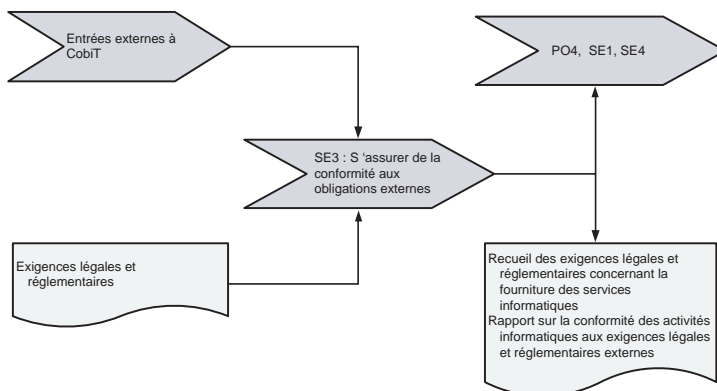 Entrées externes à
CobiT
PO4, SE1, SE4
SE3 : S 'assurer de la
conformité aux
obligations externes
Exigences légales et
réglementaires
Recueil des exigences légales et
réglementaires concernant la
fourniture des services
informatiques
Rapport sur la conformité des activités
informatiques aux exigences légales
et réglementaires externes